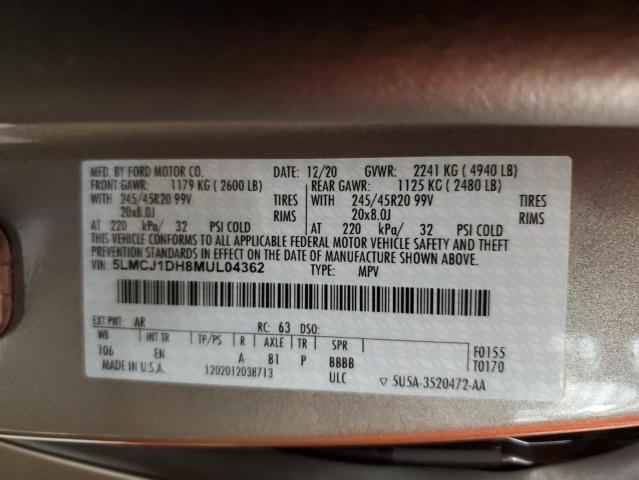 MFD. BY FORD MOTOR CO. DATE: 12/20 GVWR: 2241 KG ( 4940 LB)
FRONT GAWR: 1179 KG ( 2600 LB) REAR GAWR: 1125 KG ( 2480 LB)
WITH 245/45R20 99V TIRES WITH 245/45R20 99V TIRES
20x8.0J RIMS 20x8.0J RIMS
AT 220 kPa/ 32 PSI COLD AT 220 kPa/ 32 PSI COLD
THIS VEHICLE CONFORMS TO ALL APPLICABLE FEDERAL MOTOR VEHICLE SAFETY AND THEFT
PREVENTION STANDARDS IN EFFECT ON THE DATE OF MANUFACTURE SHOWN ABOVE.
VIN: 5LMCJ1DH8MUL04362 TYPE: MPV
EXT PNT: AR RC: 63 DSO:
WB INT TR TP/PS R AXLE TR SPR F0155
106 EN A 81 P BBBB T0170
MADE IN U.S.A. 1202012038713 ULC ▽ 5U5A-3520472-AA